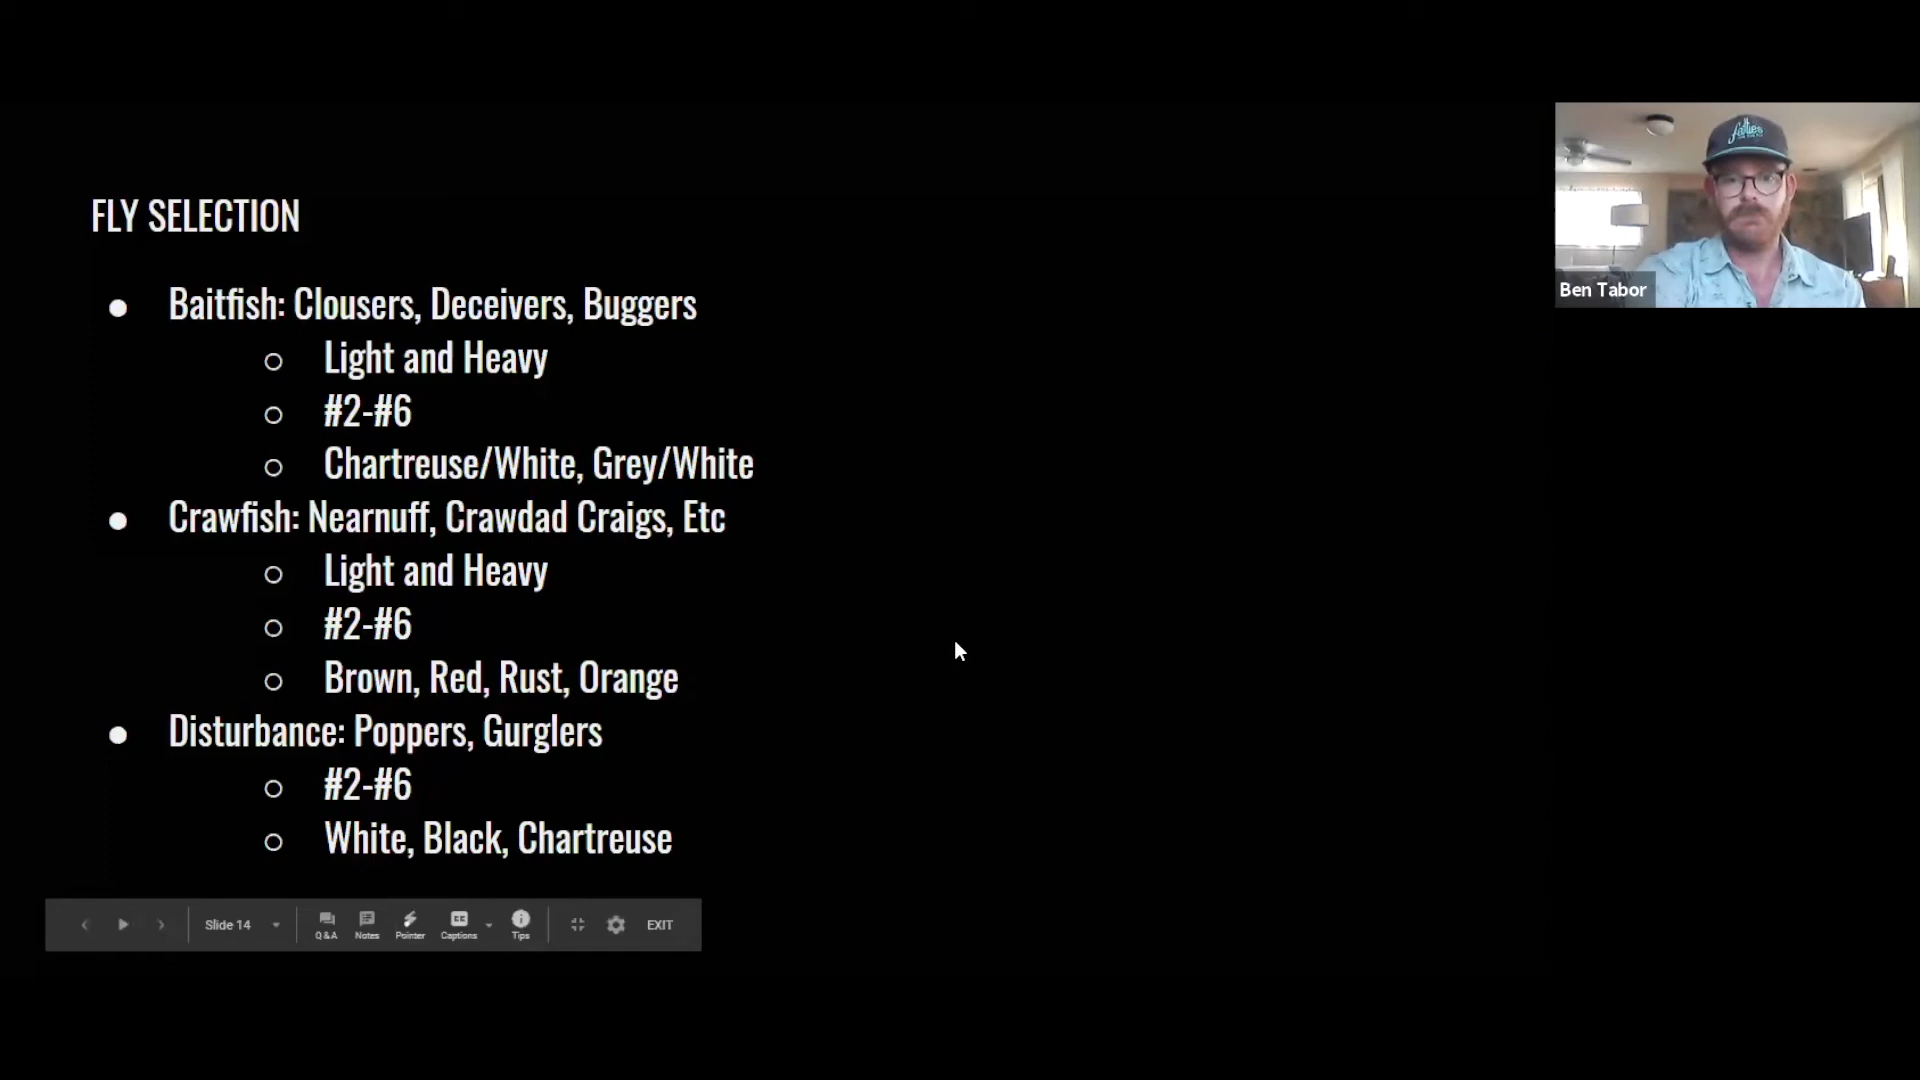 FLY SELECTION
● Baitfish: Clousers, Deceivers, Buggers
○ Light and Heavy
○ #2-#6
○ Chartreuse/White, Grey/White
● Crawfish: Nearnuff, Crawdad Craigs, Etc
○ Light and Heavy
○ #2-#6
○ Brown, Red, Rust, Orange
● Disturbance: Poppers, Gurglers
○ #2-#6
○ White, Black, Chartreuse
Ben Tabor
Slide 14
Q&A
Notes
Pointer
CC
Captions
Tips
EXIT